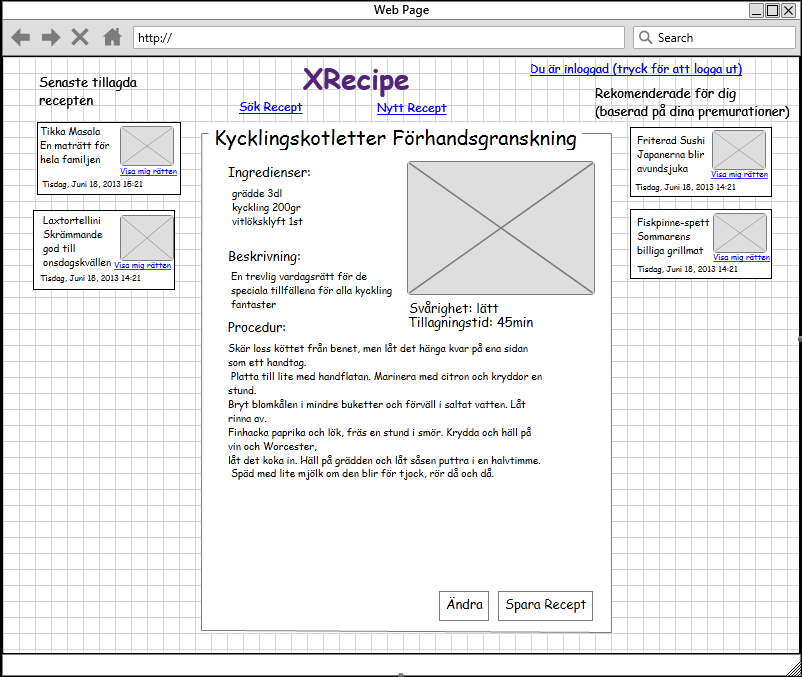 Web Page
http://
Search
Du är inloggad (tryck för att logga ut)
XRecipe
Sök Recept
Nytt Recept
Senaste tillagda
recepten
Tikka Masala
En maträtt för
hela familjen
Visa mig rätten
Tisdag, Juni 18, 2013 15:21
Laxtortellini
Skrämmande
god till
onsdagskvällen
Visa mig rätten
Tisdag, Juni 18, 2013 14:21
Kycklingskotletter Förhandsgranskning
Ingredienser:
grädde 3dl
kyckling 200gr
vitlöksklyft 1st
Beskrivning:
En trevlig vardagsrätt för de
speciala tillfällena för alla kyckling
fantaster
Svårighet: lätt
Tillagningstid: 45min
Procedur:
Skär loss köttet från benet, men låt det hänga kvar på ena sidan
som ett handtag.
Platta till lite med handflatan. Marinera med citron och kryddor en
stund.
Bryt blomkålen i mindre buketter och förväll i saltat vatten. Låt
rinna av.
Finhacka paprika och lök, fräs en stund i smör. Krydda och häll på
vin och Worcester,
låt det koka in. Häll på grädden och låt såsen puttra i en halvtimme.
Späd med lite mjölk om den blir för tjock, rör då och då.
Ändra
Spara Recept
Rekomenderade för dig
(baserad på dina premurationer)
Friterad Sushi
Japanerna blir
avundsjuka
Visa mig rätten
Tisdag, Juni 18, 2013 14:21
Fiskpinne-spett
Sommarens
billiga grillmat
Visa mig rätten
Tisdag, Juni 18, 2013 14:21